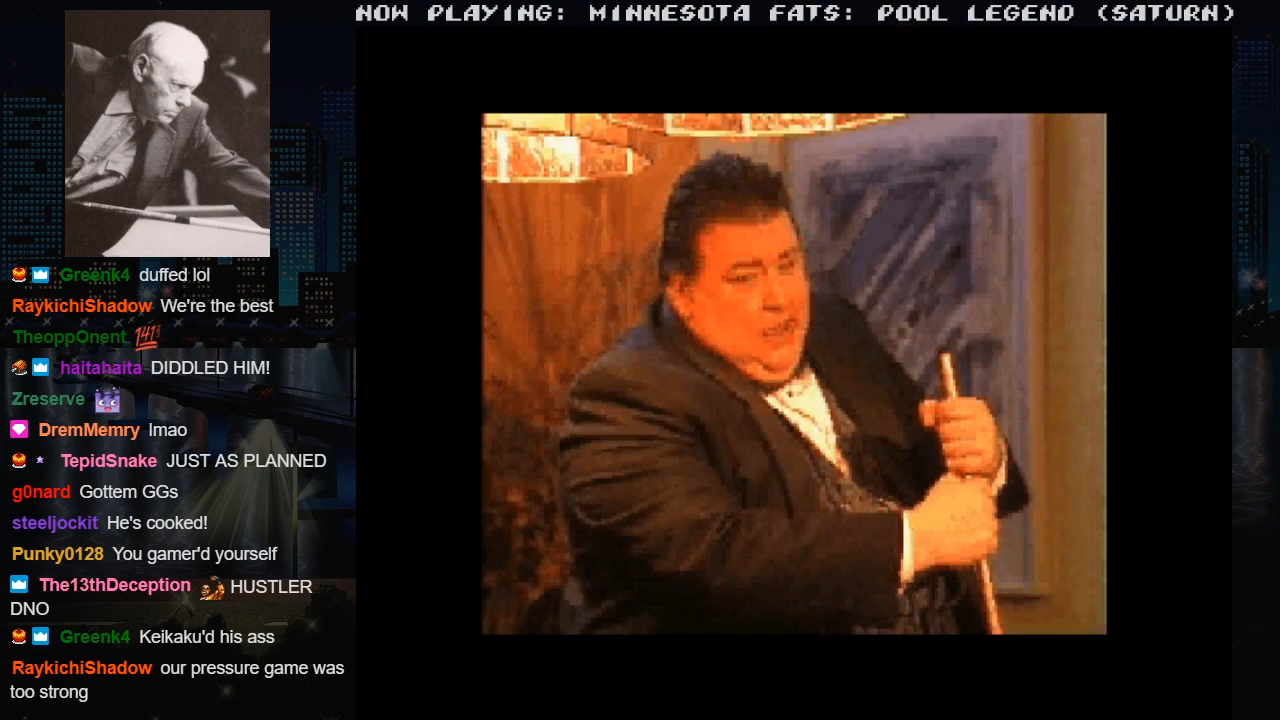 NOW PLAYING: MINNESOTA FATS: POOL LEGEND (SATURN)
Greenk4 duffed lol
RaykichiShadow We're the best
TheoppOnent
haitahaita DIDDLED HIM!
Zreserve
DremMemry lmao
TepidSnake JUST AS PLANNED
g0nard Gottem GGs
steeljockit He's cooked!
Punky0128 You gamer'd yourself
The13thDeception HUSTLER
DNO
Greenk4 Keikaku'd his ass
RaykichiShadow our pressure game was
too strong